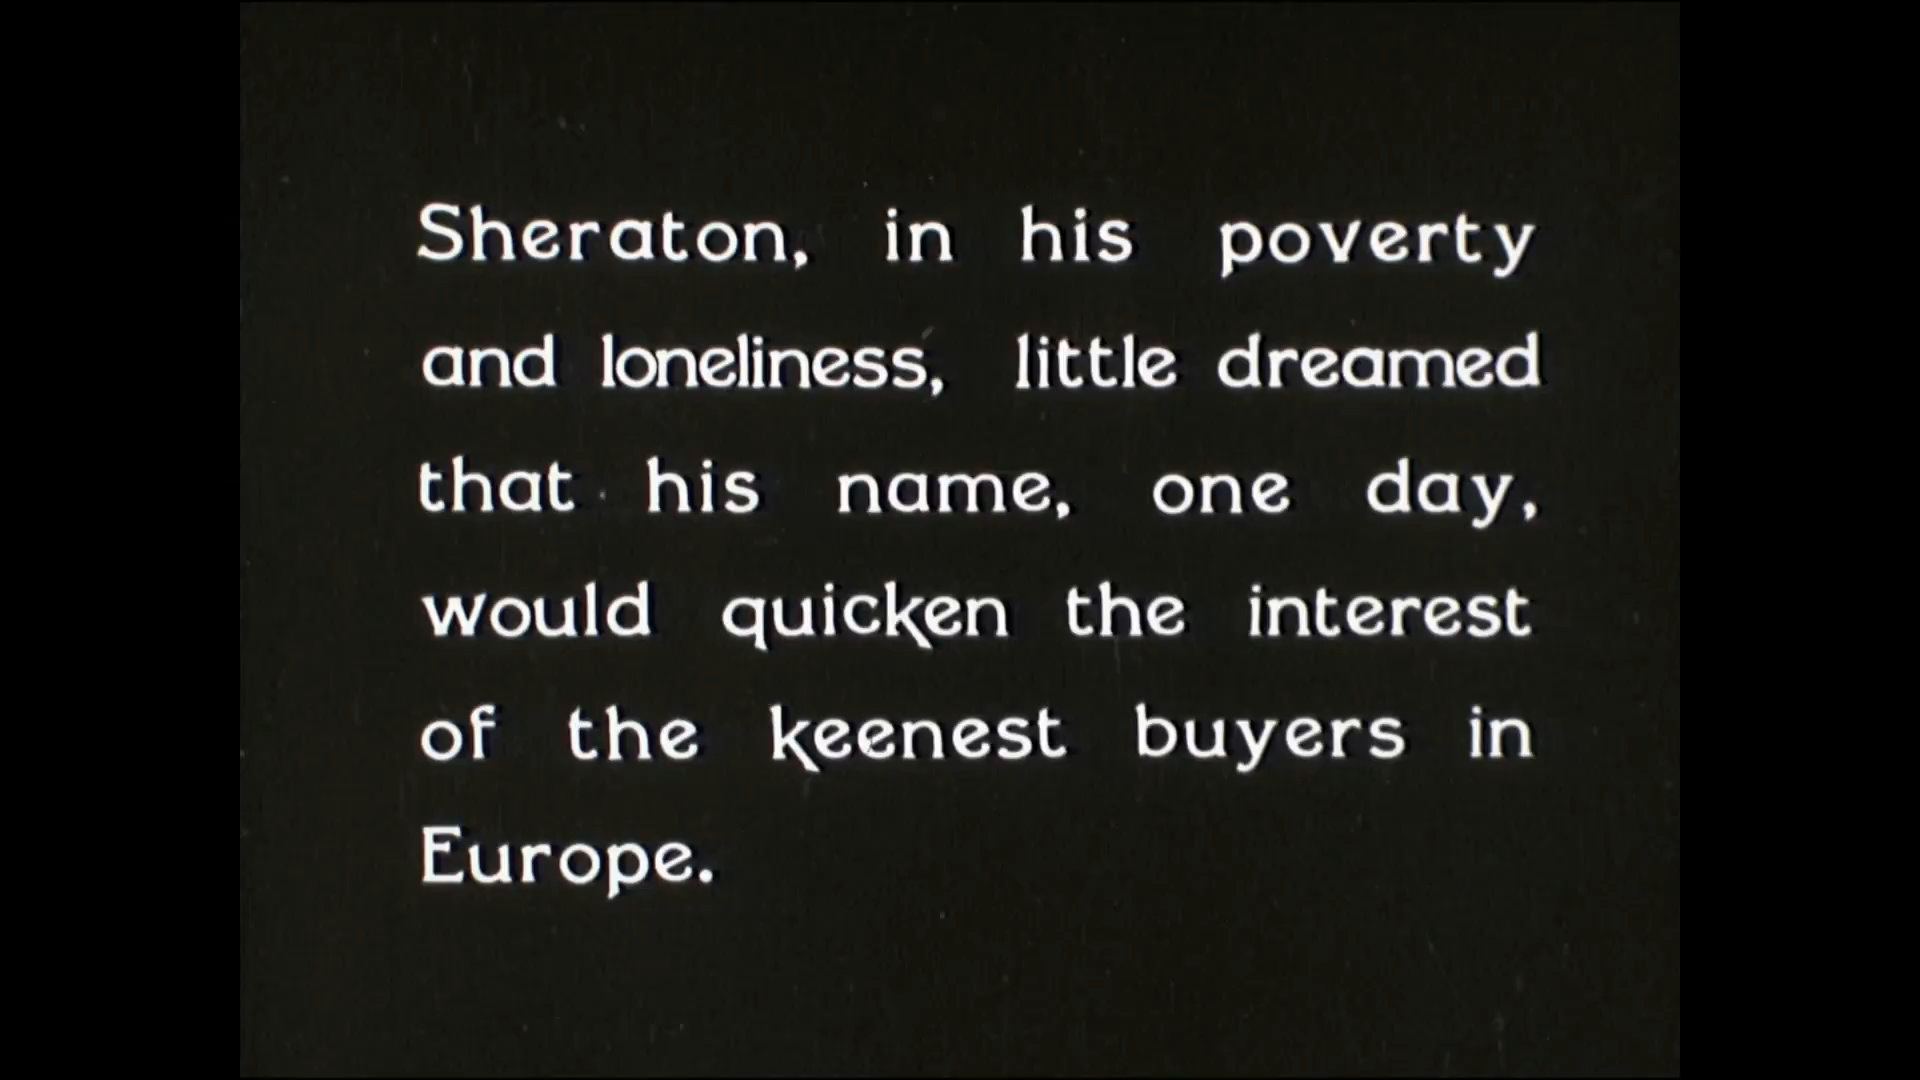 Sheraton, in his poverty
and loneliness, little dreamed
that his name, one day,
would quicken the interest
of the keenest buyers in
Europe.